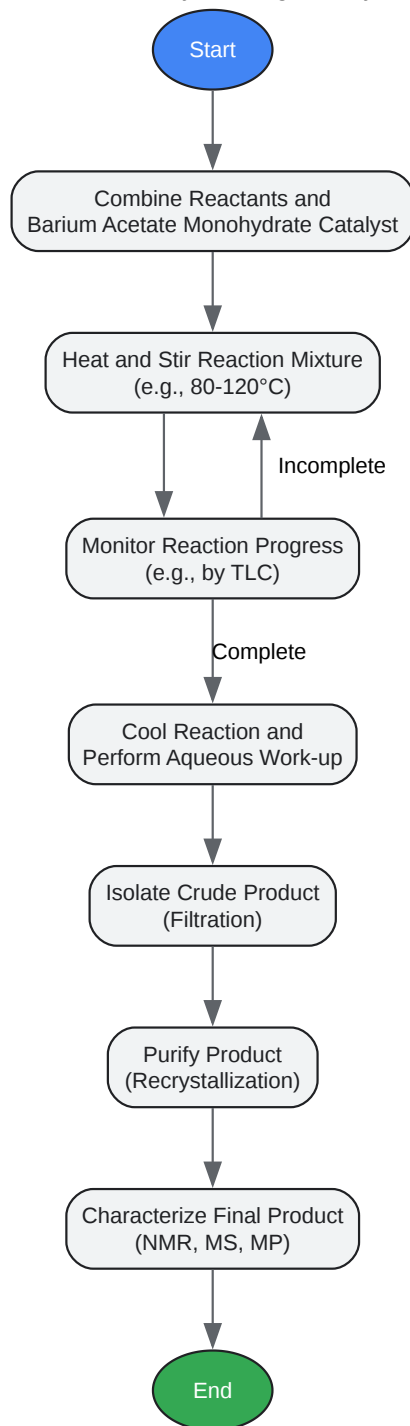 Start
Combine Reactants and
Barium Acetate Monohydrate Catalyst
Heat and Stir Reaction Mixture
(e.g., 80-120°C)
Incomplete
Monitor Reaction Progress
(e.g., by TLC)
Complete
Cool Reaction and
Perform Aqueous Work-up
Isolate Crude Product
(Filtration)
Purify Product
(Recrystallization)
Characterize Final Product
(NMR, MS, MP)
End